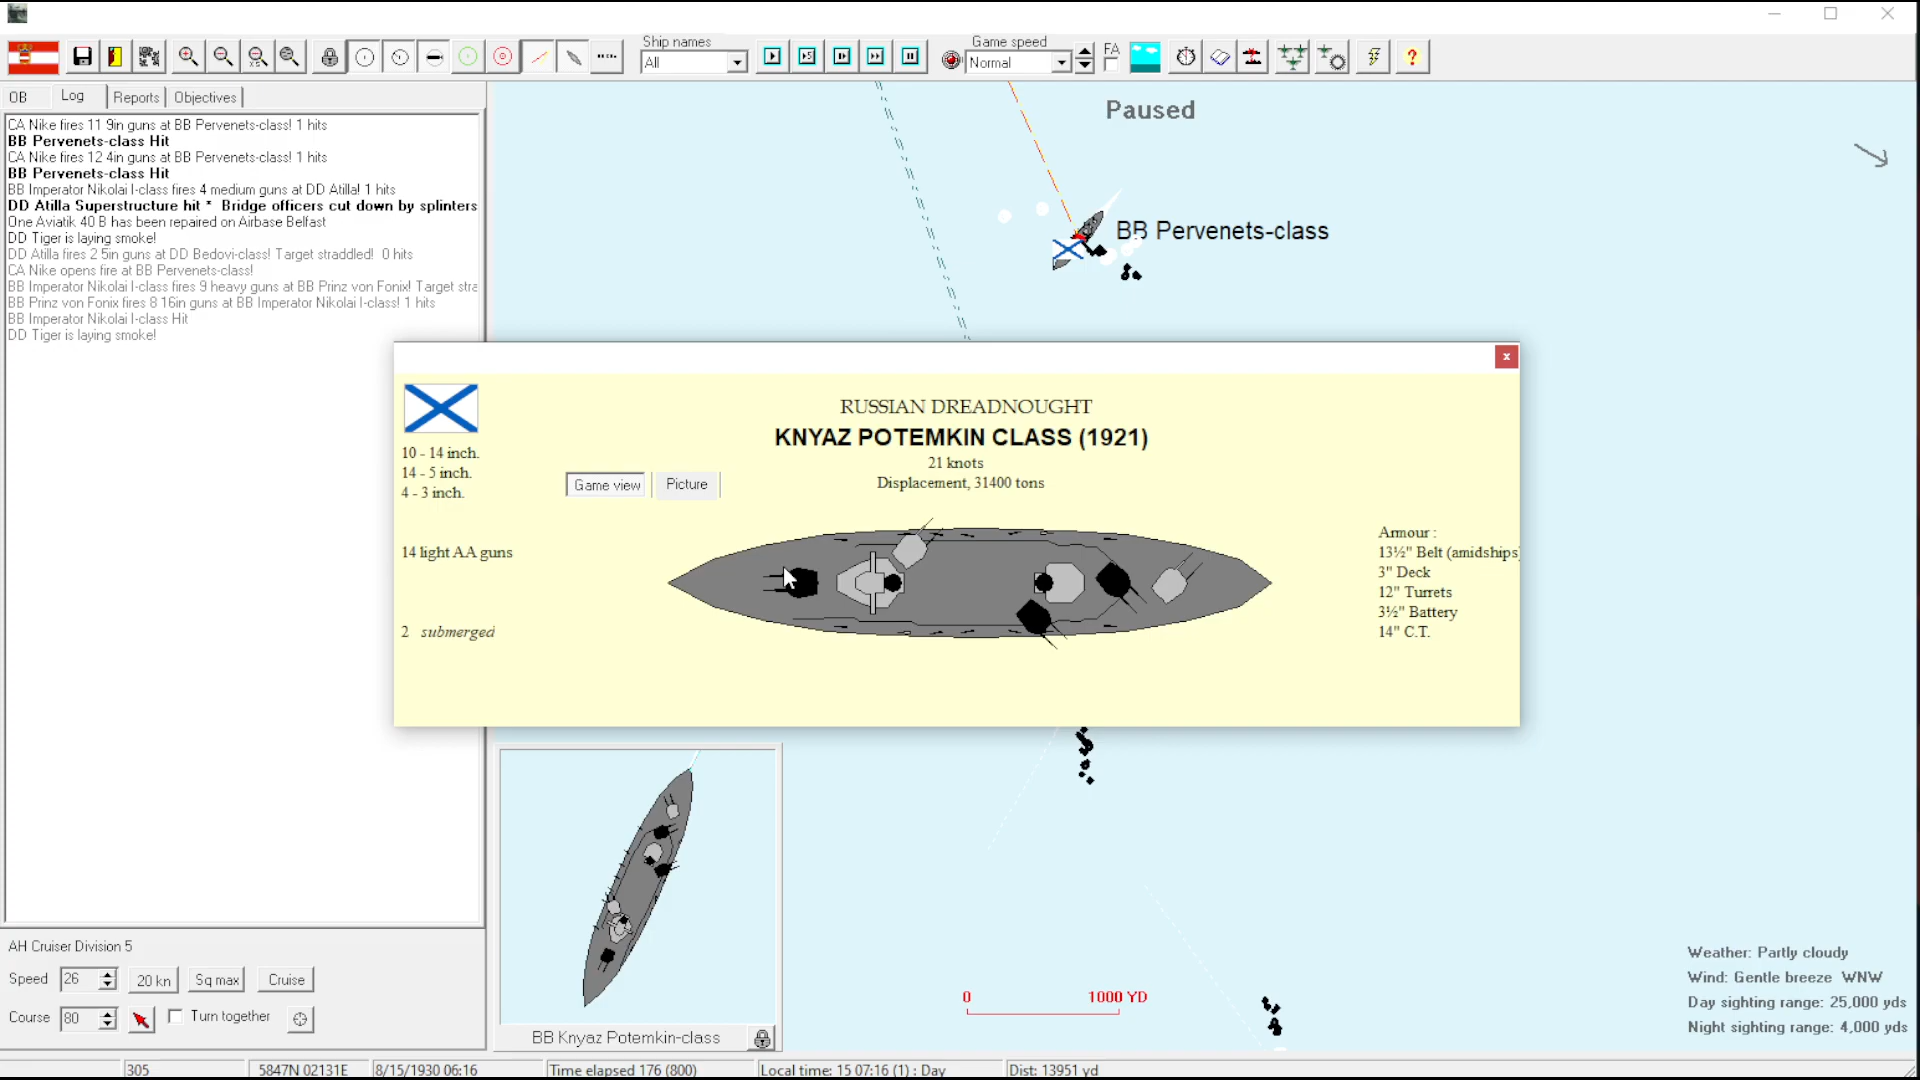 Ship names
All
Game speed
Normal
FA
OB
Log
Reports
Objectives
CA Nike fires 11 9in guns at BB Pervenets-class! 1 hits
BB Pervenets-class Hit
CA Nike fires 12 4in guns at BB Pervenets-class! 1 hits
BB Pervenets-class Hit
BB Imperator Nikolai I-class fires 4 medium guns at DD Atilla! 1 hits
DD Atilla Superstructure hit * Bridge officers cut down by splinters
One Aviatik 40 B has been repaired on Airbase Belfast
DD Tiger is laying smoke!
DD Atilla fires 2 5in guns at DD Bedovi-class! Target straddled! 0 hits
CA Nike opens fire at BB Pervenets-class!
BB Imperator Nikolai I-class fires 9 heavy guns at BB Prinz von Fonix! Target stra
BB Prinz von Fonix fires 8 16in guns at BB Imperator Nikolai I-class! 1 hits
BB Imperator Nikolai I-class Hit
DD Tiger is laying smoke!
Paused
BB Pervenets-class
x
RUSSIAN DREADNOUGHT
KNYAZ POTEMKIN CLASS (1921)
21 knots
Displacement, 31400 tons
10 - 14 inch.
14 - 5 inch.
4 - 3 inch.
Game view
Picture
14 light AA guns
2 submerged
Armour :
13½" Belt (amidships)
3" Deck
12" Turrets
3½" Battery
14" C.T.
BB Knyaz Potemkin-class
AH Cruiser Division 5
Speed
26
20 kn
Sq max
Cruise
Course
80
Turn together
0
1000 YD
Weather: Partly cloudy
Wind: Gentle breeze WNW
Day sighting range: 25,000 yds
Night sighting range: 4,000 yds
305
5847N 02131E
8/15/1930 06:16
Time elapsed 176 (800)
Local time: 15 07:16 (1) : Day
Dist: 13951 yd